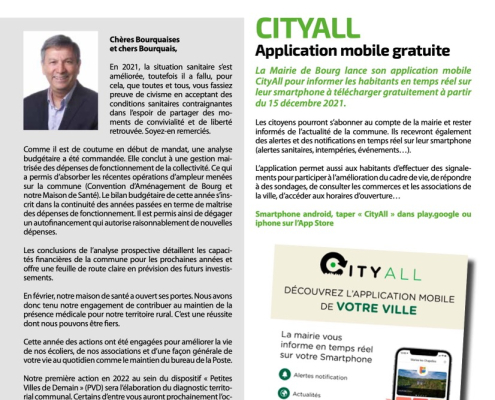 Chères Bourquaises
et chers Bourquais,
En 2021, la situation sanitaire s'est
améliorée, toutefois il a fallu, pour
cela, que toutes et tous, vous fassiez
preuve de civisme en acceptant des
conditions sanitaires contraignantes
dans l'espoir de partager des mo-
ments de convivialité et de liberté
retrouvée. Soyez-en remerciés.
Comme il est de coutume en début de mandat, une analyse
budgétaire a été commandée. Elle conclut à une gestion mai-
trisée des dépenses de fonctionnement de la collectivité. Ce qui
a permis d'absorber les récentes opérations d'ampleur menées
sur la commune (Convention d'Aménagement de Bourg et
notre Maison de Santé). Le bilan budgétaire de cette année s'ins-
crit dans la continuité des années passées en terme de maîtrise
des dépenses de fonctionnement. Il est permis ainsi de dégager
un autofinancement qui autorise raisonnablement de nouvelles
dépenses.
Les conclusions de l'analyse prospective détaillent les capaci-
tés financières de la commune pour les prochaines années et
offre une feuille de route claire en prévision des futurs investis-
sements.
En février, notre maison de santé a ouvert ses portes. Nous avons
donc tenu notre engagement de contribuer au maintien de la
présence médicale pour notre territoire rural. C'est une réussite
dont nous pouvons être fiers.
Cette année des actions ont été engagées pour améliorer la vie
de nos écoliers, de nos associations et d'une façon générale de
votre vie au quotidien comme le maintien du bureau de la Poste.
Notre première action en 2022 au sein du dispositif « Petites
Villes de Demain » (PVD) sera l'élaboration du diagnostic territo-
rial communal. Certains d'entre vous auront prochainement l'oc-
CITYALL
Application mobile gratuite
La Mairie de Bourg lance son application mobile
CityAll pour informer les habitants en temps réel sur
leur smartphone à télécharger gratuitement à partir
du 15 décembre 2021.
Les citoyens pourront s'abonner au compte de la mairie et rester
informés de l'actualité de la commune. Ils recevront également
des alertes et des notifications en temps réel sur leur smartphone
(alertes sanitaires, intempéries, événements…).
L'application permet aussi aux habitants d'effectuer des signale-
ments pour participer à l'amélioration du cadre de vie, de répondre
à des sondages, de consulter les commerces et les associations de
la ville, d'accéder aux horaires d'ouverture…
Smartphone android, taper « CityAll » dans play.google ou
iphone sur l'App Store
CITYALL
DÉCOUVREZ L'APPLICATION MOBILE
DE VOTRE VILLE
La mairie vous
informe en temps réel
sur votre Smartphone
Alertes notification
Actualités